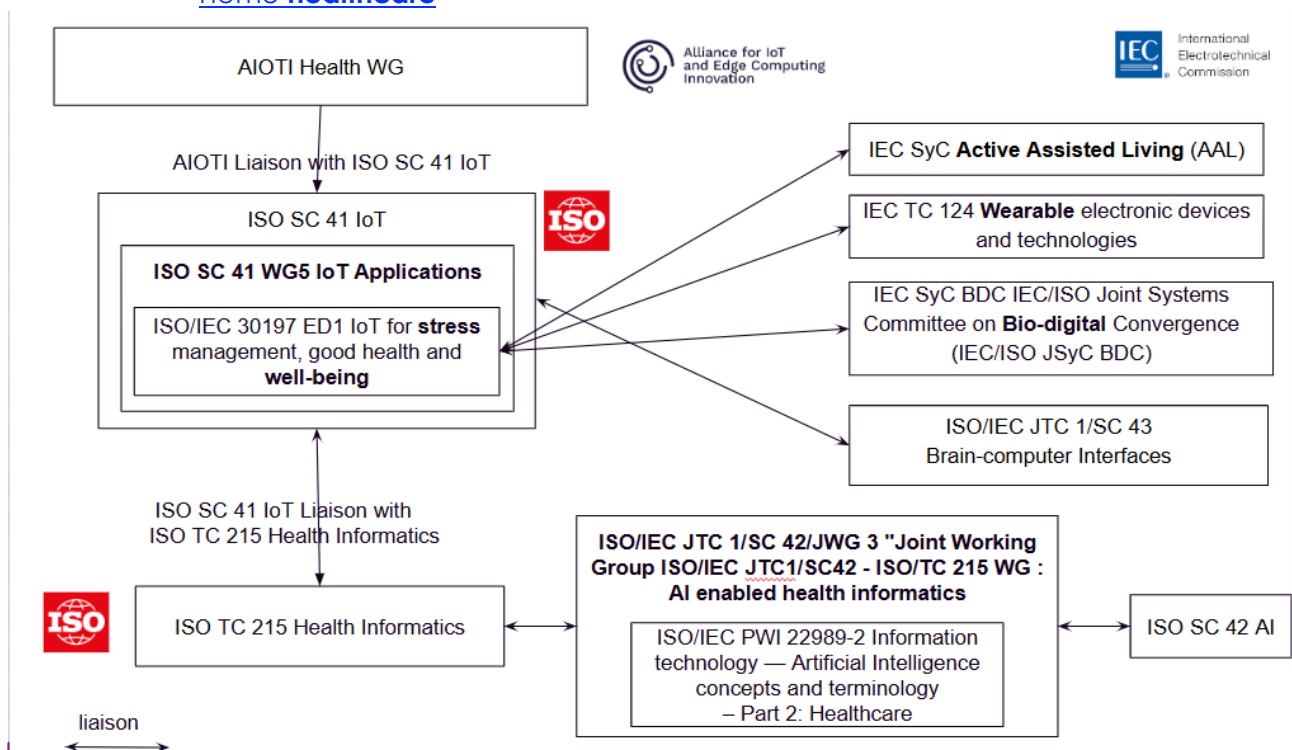 home healthcare
AIOTI Health WG
Alliance for IoT
and Edge Computing
Innovation
IEC
International
Electrotechnical
Commission
AIOTI Liaison with ISO SC 41 IoT
IEC SyC Active Assisted Living (AAL)
ISO SC 41 IoT
ISO
IEC TC 124 Wearable electronic devices
and technologies
ISO SC 41 WG5 IoT Applications
ISO/IEC 30197 ED1 IoT for stress
management, good health and
well-being
IEC SyC BDC IEC/ISO Joint Systems
Committee on Bio-digital Convergence
(IEC/ISO JSyC BDC)
ISO/IEC JTC 1/SC 43
Brain-computer Interfaces
ISO SC 41 IoT Liaison with
ISO TC 215 Health Informatics
ISO/IEC JTC 1/SC 42/JWG 3 "Joint Working
Group ISO/IEC JTC1/SC42 - ISO/TC 215 WG :
AI enabled health informatics
ISO
ISO TC 215 Health Informatics
ISO/IEC PWI 22989-2 Information
technology — Artificial Intelligence
concepts and terminology
– Part 2: Healthcare
ISO SC 42 AI
liaison